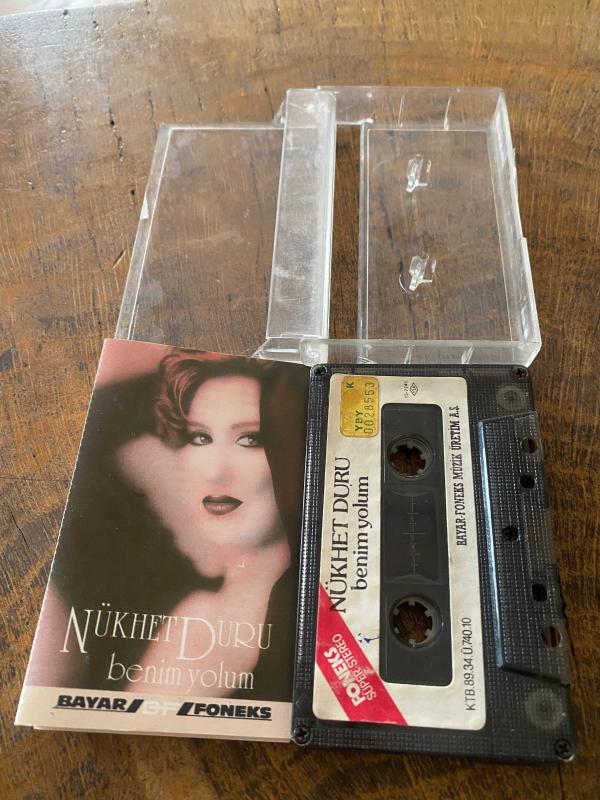 NÜKHET DURU
benim yolum
BAYAR FONEKS
K
YBY
0028553
NÜKHET DURU
benim yolum
FONEKS
SÜPER STEREO
BAYAR-FONEKS MÜZİK ÜRETİM A.Ş.
KTB.89.34.Ü.740.10